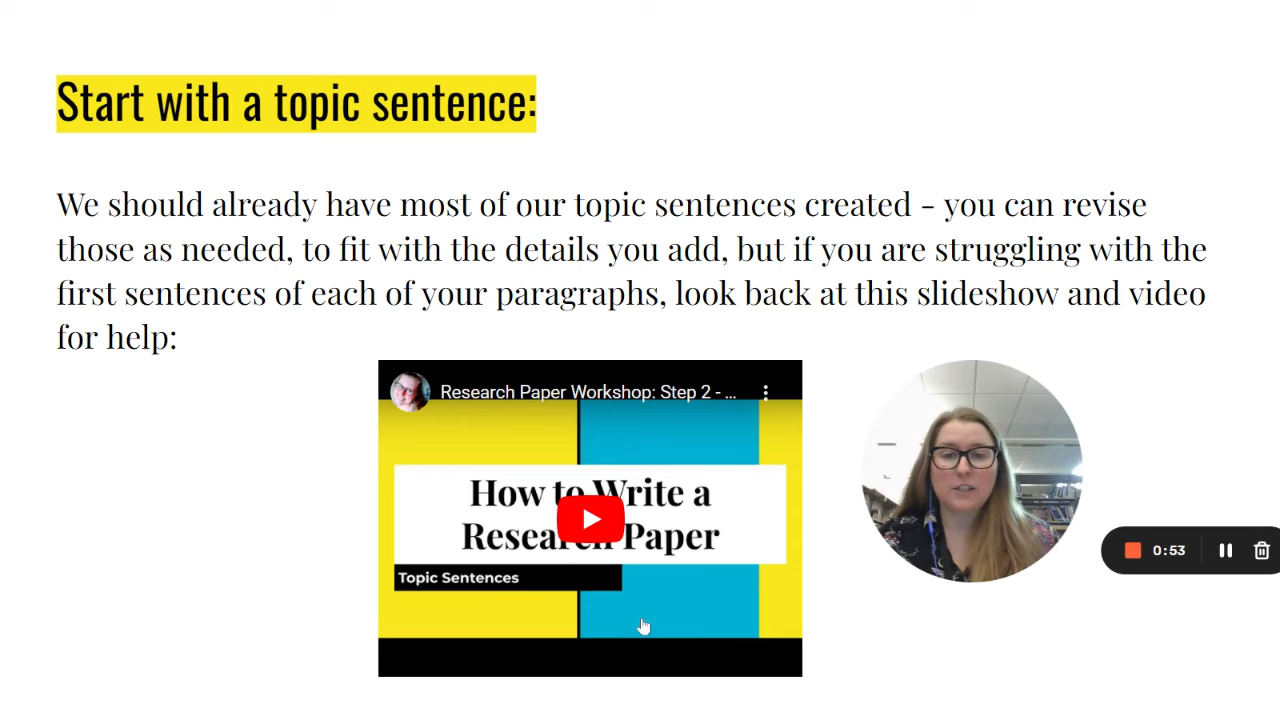 Start with a topic sentence:
We should already have most of our topic sentences created - you can revise
those as needed, to fit with the details you add, but if you are struggling with the
first sentences of each of your paragraphs, look back at this slideshow and video
for help:
Research Paper Workshop: Step 2 - ...
How to Write a
Research Paper
Topic Sentences
0:53